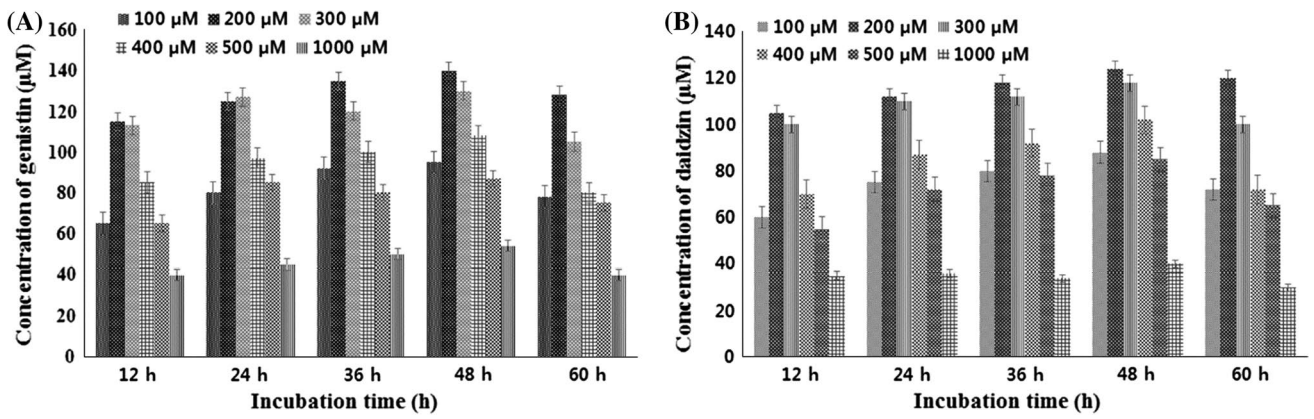 (A)
100 μM 200 μM 300 μM
400 μM 500 μM 1000 μM
Concentration of genistin (μM)
160
140
120
100
80
60
40
20
0
12 h 24 h 36 h 48 h 60 h
Incubation time (h)
(B)
100 μM 200 μM 300 μM
400 μM 500 μM 1000 μM
Concentration of daidzin (μM)
140
120
100
80
60
40
20
0
12 h 24 h 36 h 48 h 60 h
Incubation time (h)